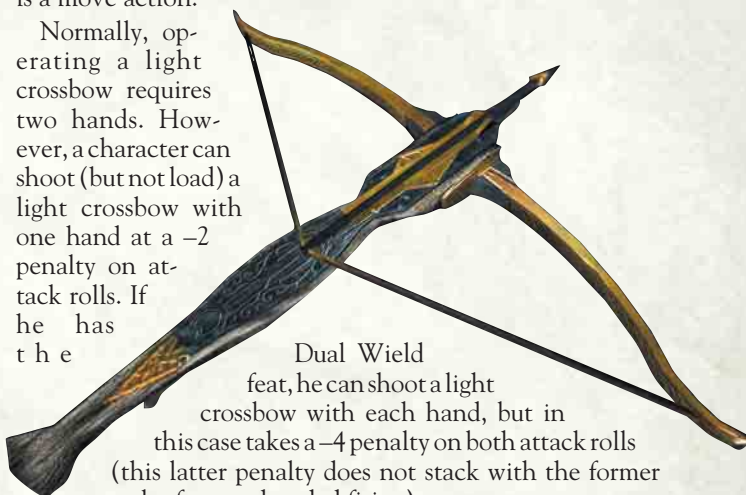 is a move action.
Normally, op-
erating a light
crossbow requires
two hands. How-
ever, a character can
shoot (but not load) a
light crossbow with
one hand at a –2
penalty on at-
tack rolls. If
he has
the
Dual Wield
feat, he can shoot a light
crossbow with each hand, but in
this case takes a –4 penalty on both attack rolls
(this latter penalty does not stack with the former